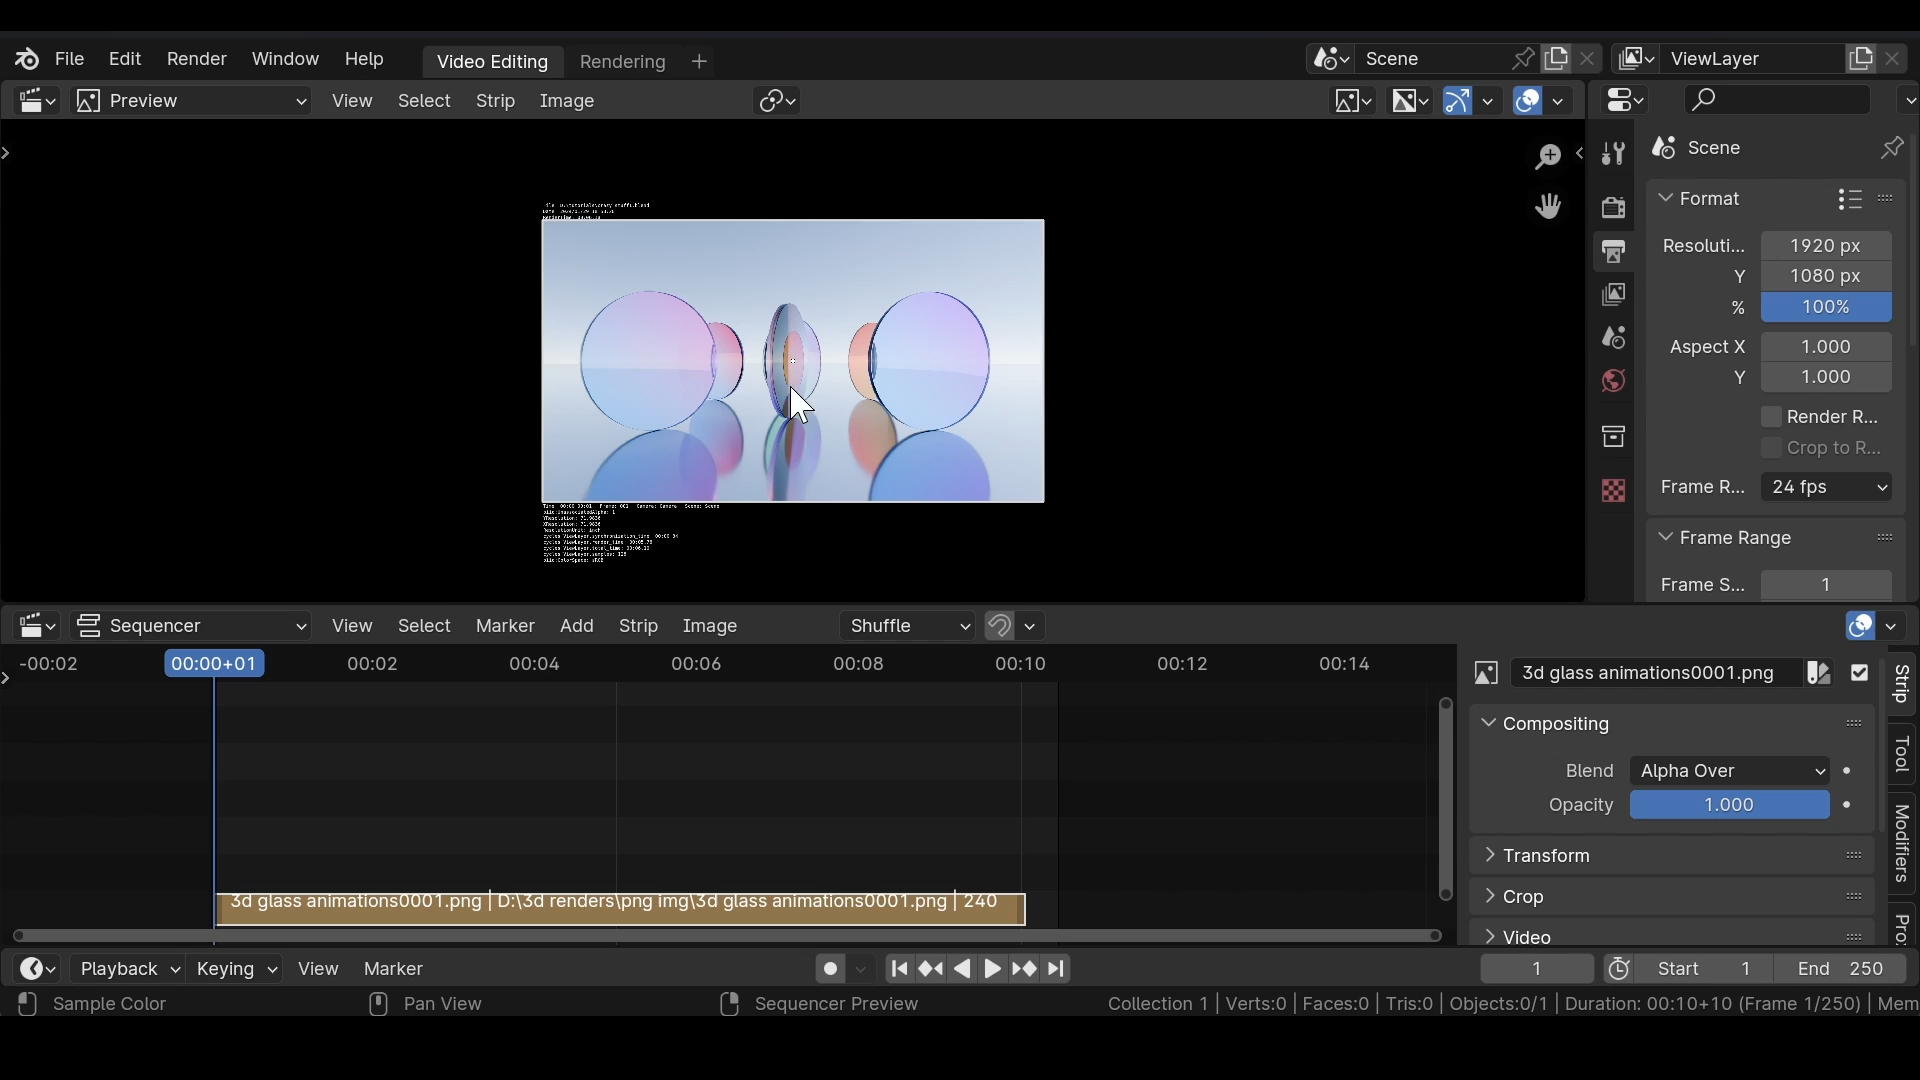 File Edit Render Window Help Video Editing Rendering + Scene ViewLayer
Preview View Select Strip Image
Scene
Format
Resoluti... 1920 px
Y 1080 px
% 100%
Aspect X 1.000
Y 1.000
Render R...
Crop to R...
Frame R... 24 fps
Frame Range
Frame S... 1
Sequencer View Select Marker Add Strip Image Shuffle
-00:02 00:00+01 00:02 00:04 00:06 00:08 00:10 00:12 00:14
3d glass animations0001.png
Strip
Compositing
Tool
Blend Alpha Over
Opacity 1.000
Modifiers
Transform
Crop
3d glass animations0001.png | D:\3d renders\png img\3d glass animations0001.png | 240
Video
Pro:
Playback Keying View Marker 1 Start 1 End 250
Sample Color Pan View Sequencer Preview Collection 1 | Verts:0 | Faces:0 | Tris:0 | Objects:0/1 | Duration: 00:10+10 (Frame 1/250) | Mem